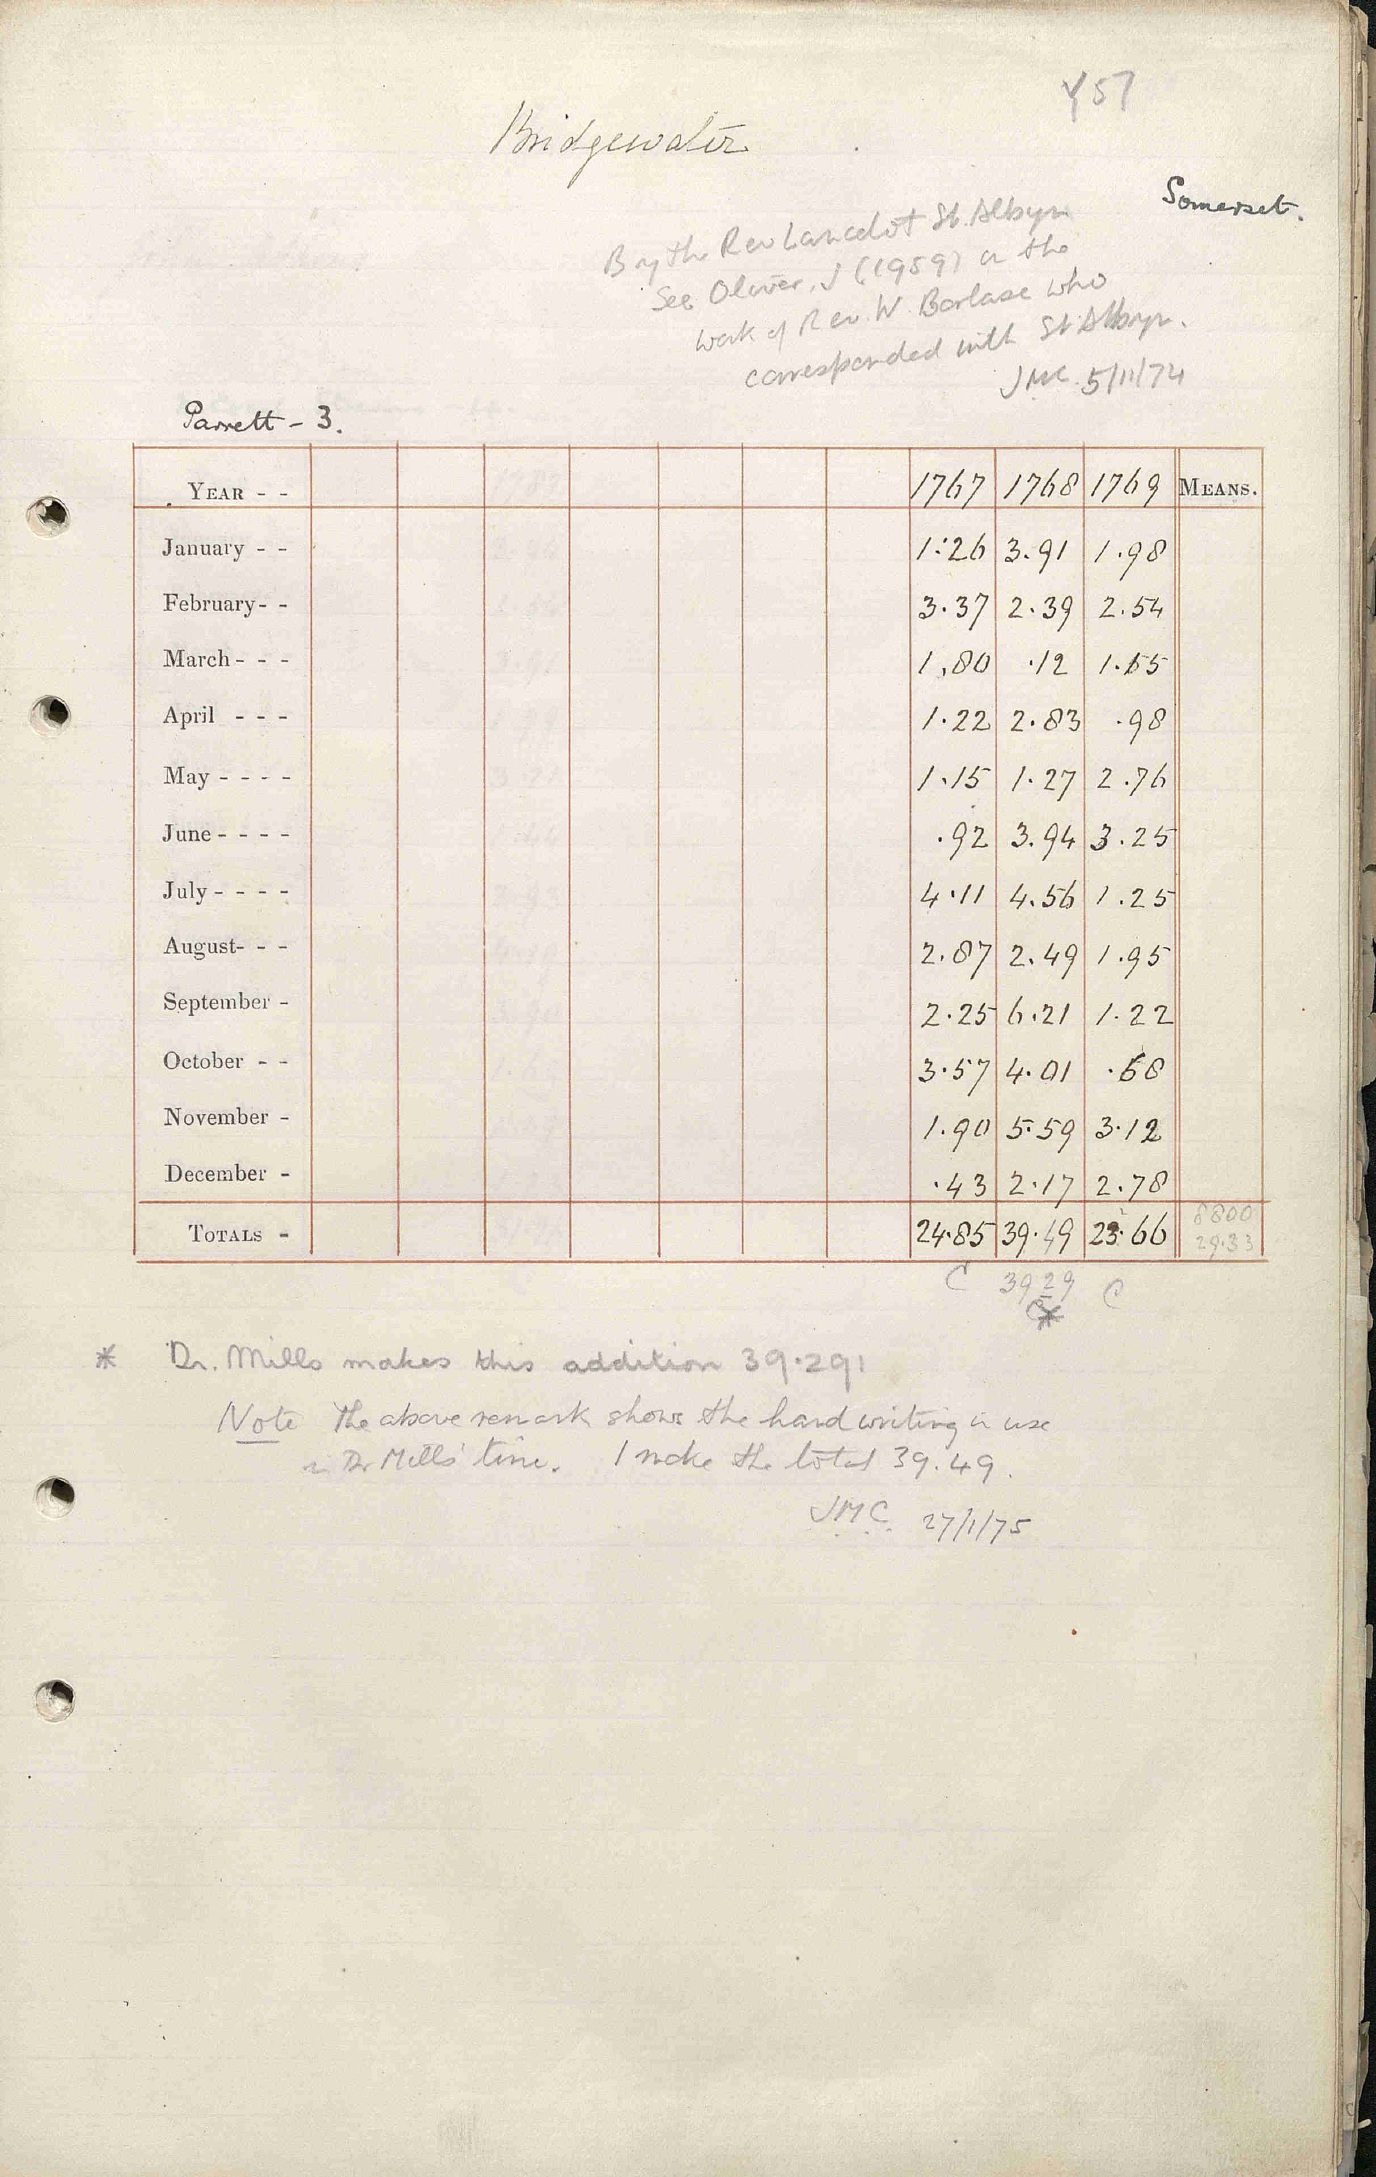 Y57
Bridgewater
Somerset.
By the Rev Lancelot St. Albyn
See Oliver, J (1959) on the
work of Rev. W Borlase who
corresponded with St Albyn.
JMC. 5/11/74
Parrett - 3.
YEAR - - 1767 1768 1769 MEANS.
January - - 1.26 3.91 1.98
February- - 3.37 2.39 2.54
March- - - 1.80 .12 1.15
April - - - 1.22 2.83 .98
May - - - - 1.15 1.27 2.76
June - - - - .92 3.94 3.25
July - - - - 4.11 4.56 1.25
August- - - 2.87 2.49 1.95
September - 2.25 6.21 1.22
October - - 3.57 4.01 .68
November - 1.90 5.59 3.12
December - .43 2.17 2.78
TOTALS - 24.85 39.49 23.66 8800
29.33
C 39 29 C
C*
* Dr. Mills makes this addition 39.291
Note The above remark shows the handwriting in use
in Dr Mills' time. I make the total 39.49.
JMC. 27/1/75